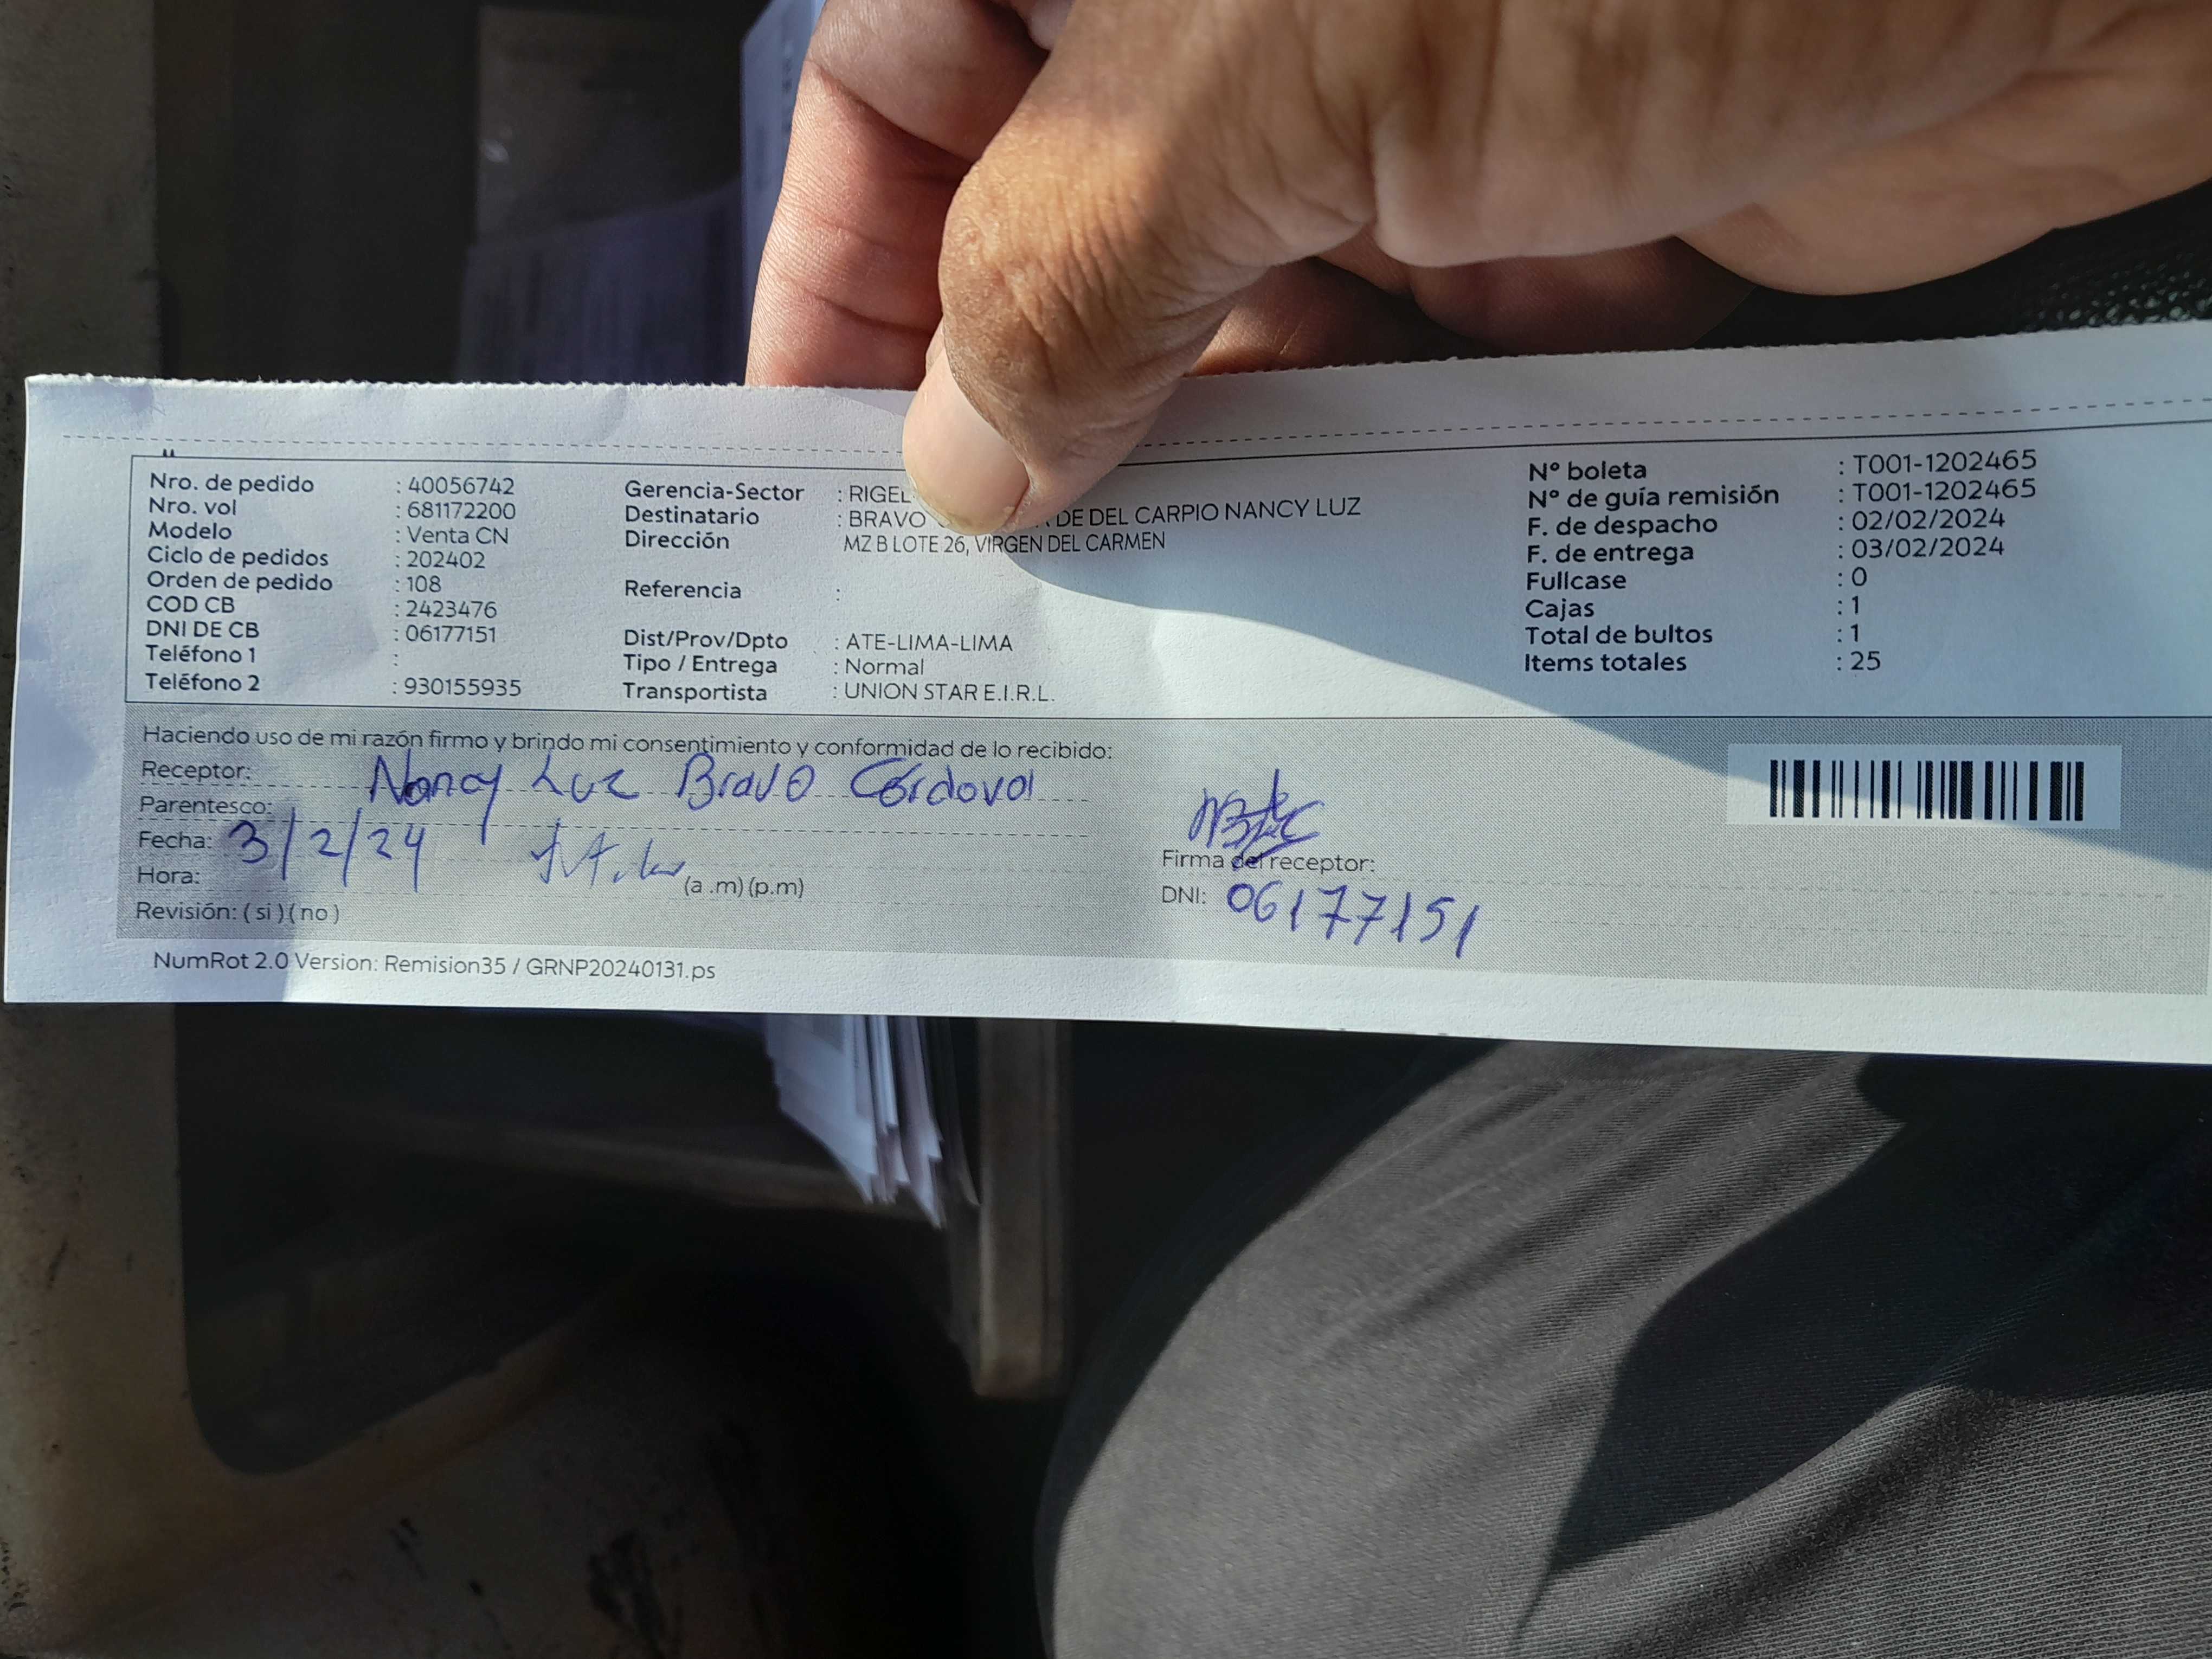 Nro. de pedido : 40056742
Nro. vol : 681172200
Modelo : Venta CN
Ciclo de pedidos : 202402
Orden de pedido : 108
COD CB : 2423476
DNI DE CB : 06177151
Teléfono 1 :
Teléfono 2 : 930155935
Gerencia-Sector : RIGEL
Destinatario : BRAVO DE DEL CARPIO NANCY LUZ
Dirección MZ B LOTE 26, VIRGEN DEL CARMEN
Referencia :
Dist/Prov/Dpto : ATE-LIMA-LIMA
Tipo / Entrega : Normal
Transportista : UNION STAR E.I.R.L.
N° boleta : T001-1202465
N° de guía remisión : T001-1202465
F. de despacho : 02/02/2024
F. de entrega : 03/02/2024
Fullcase : 0
Cajas : 1
Total de bultos : 1
Items totales : 25
Haciendo uso de mi razón firmo y brindo mi consentimiento y conformidad de lo recibido:
Receptor: Nancy Luz Bravo Córdova
Parentesco:
Fecha: 3/2/24
Hora: (a .m) (p.m)
Revisión: ( si ) ( no )
Firma del receptor:
DNI: 06177151
NumRot 2.0 Version: Remision35 / GRNP20240131.ps